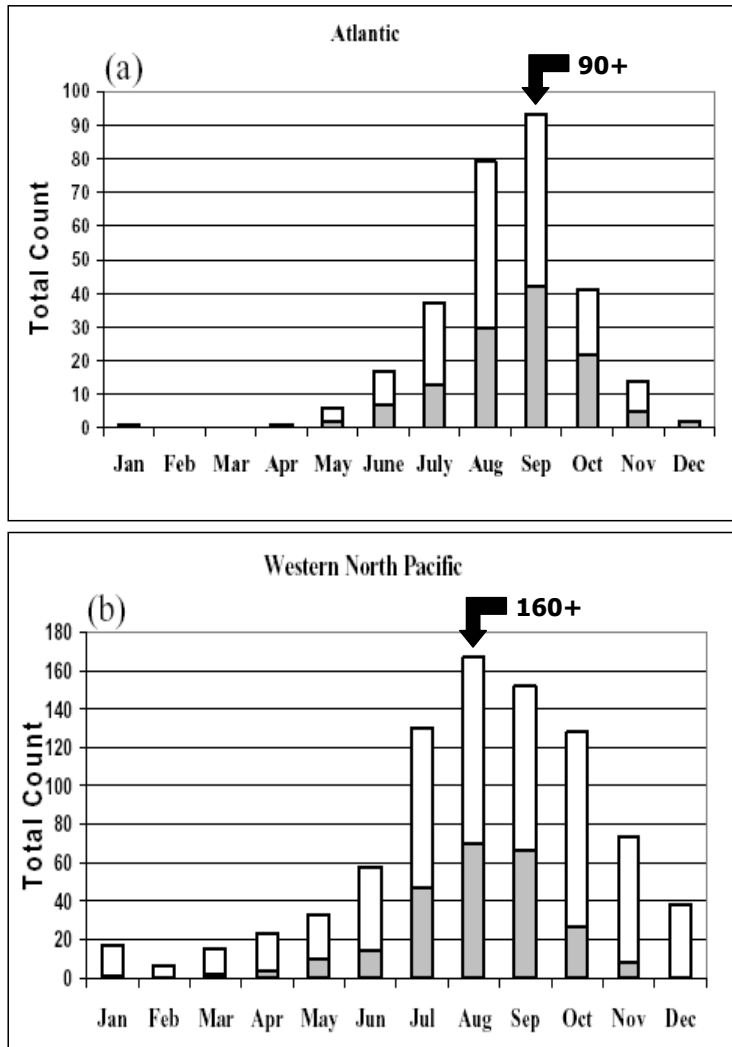 Atlantic
(a)
90+
Total Count
100
90
80
70
60
50
40
30
20
10
0
Jan Feb Mar Apr May June July Aug Sep Oct Nov Dec
Western North Pacific
(b)
160+
Total Count
180
160
140
120
100
80
60
40
20
0
Jan Feb Mar Apr May Jun Jul Aug Sep Oct Nov Dec